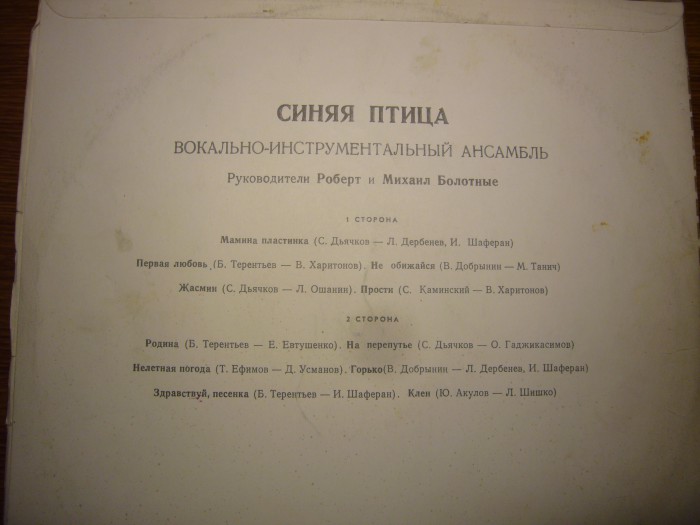 СИНЯЯ ПТИЦА
ВОКАЛЬНО-ИНСТРУМЕНТАЛЬНЫЙ АНСАМБЛЬ
Руководители Роберт и Михаил Болотные
1 СТОРОНА
Мамина пластинка (С. Дьячков — Л. Дербенев, И. Шаферан)
Первая любовь (Б. Терентьев — В. Харитонов). Не обижайся (В. Добрынин — М. Танич)
Жасмин (С. Дьячков — Л. Ошанин). Прости (С. Каминский — В. Харитонов)
2 СТОРОНА
Родина (Б. Терентьев — Е. Евтушенко). На перепутье (С. Дьячков — О. Гаджикасимов)
Нелетная погода (Т. Ефимов — Д. Усманов). Горько(В. Добрынин — Л. Дербенев, И. Шаферан)
Здравствуй, песенка (Б. Терентьев — И. Шаферан). Клен (Ю. Акулов — Л. Шишко)